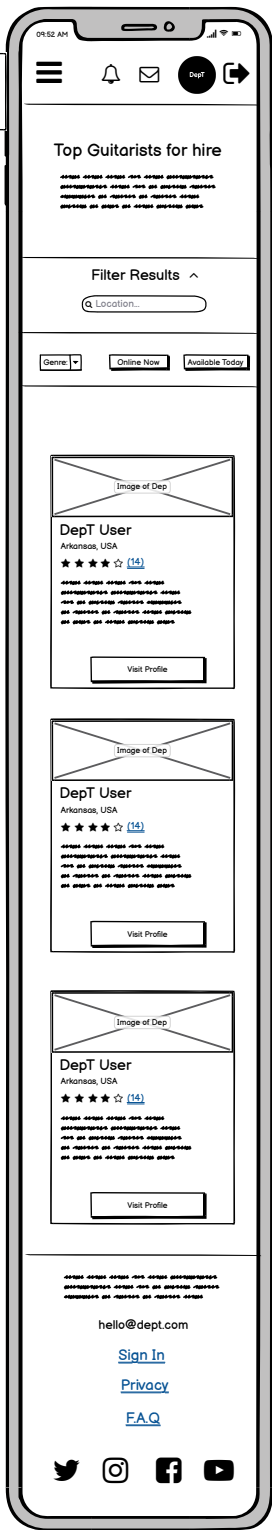 09:52 AM
DepT
Top Guitarists for hire
Filter Results
Location...
Genre: Online Now Available Today
Image of Dep
DepT User
Arkansas, USA
(14)
Visit Profile
Image of Dep
DepT User
Arkansas, USA
(14)
Visit Profile
Image of Dep
DepT User
Arkansas, USA
(14)
Visit Profile
hello@dept.com
Sign In
Privacy
F.A.Q